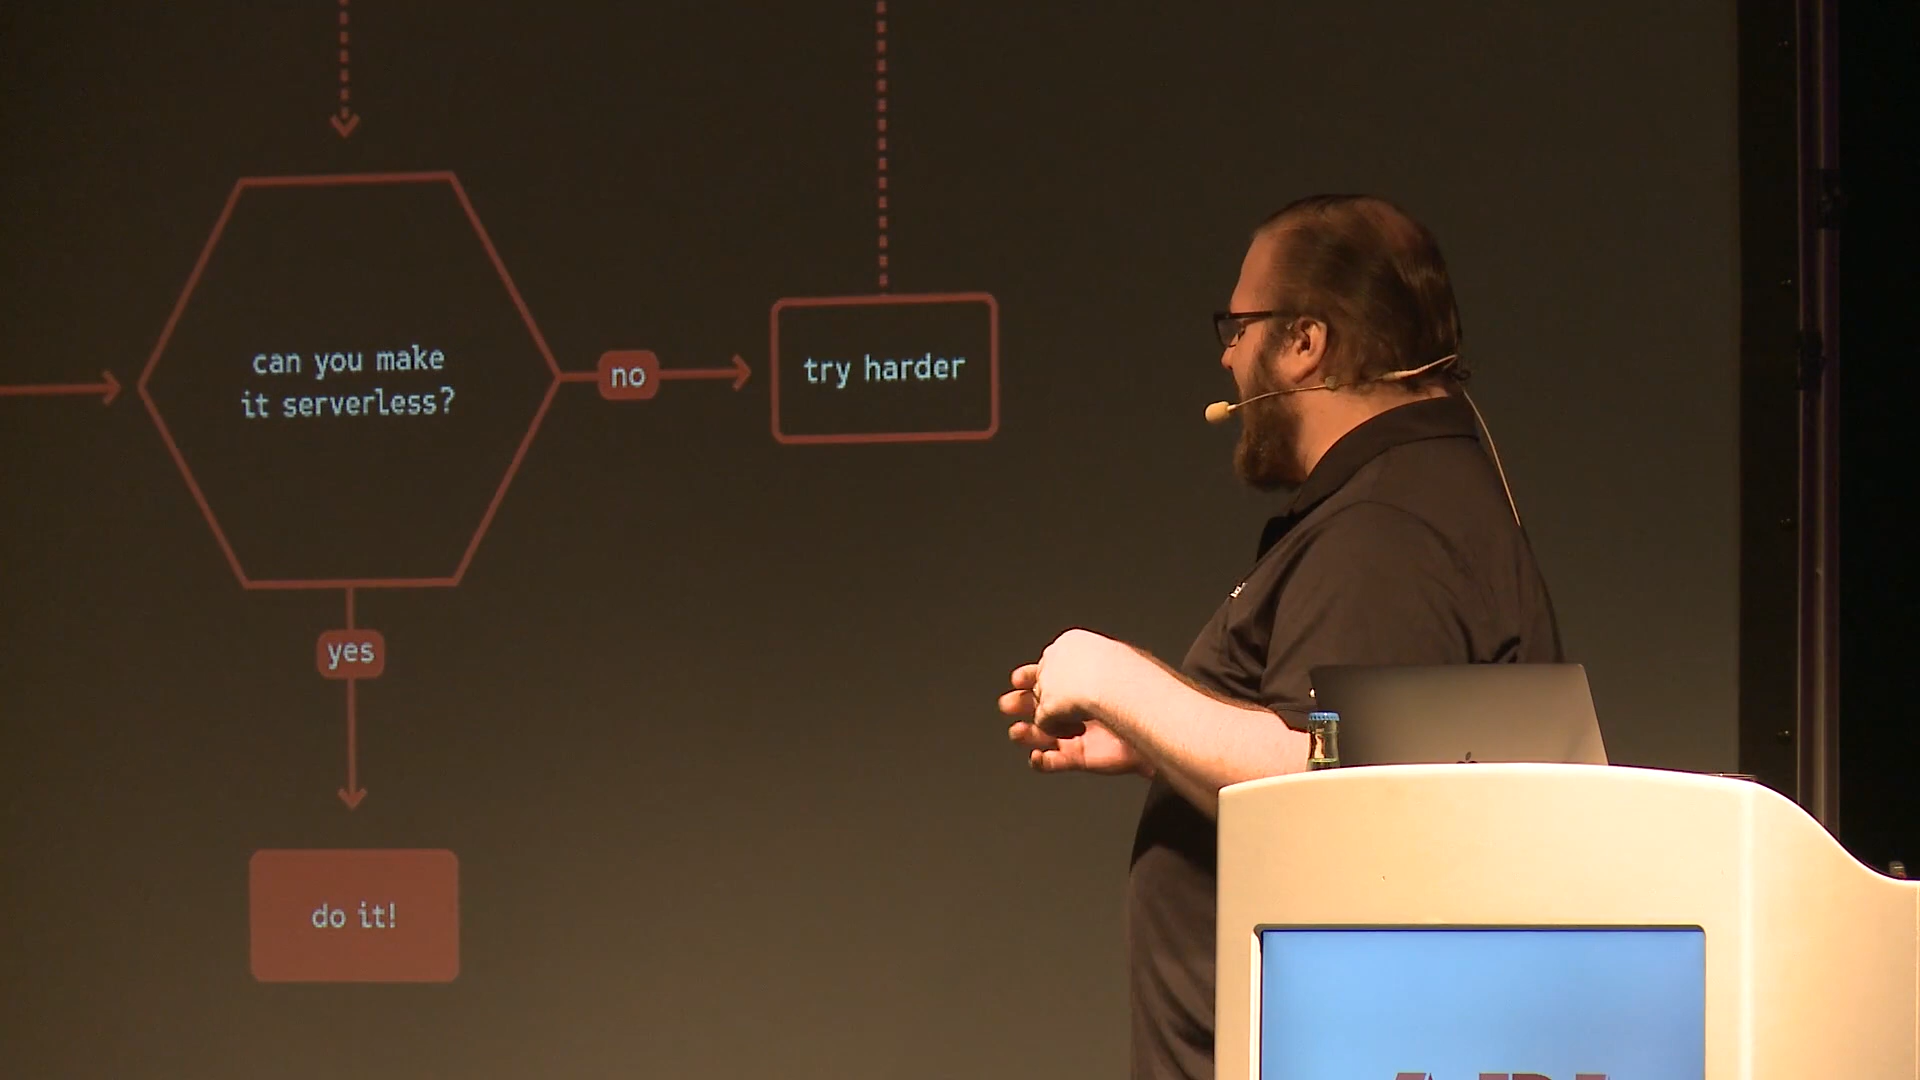 can you make
it serverless?
no
try harder
yes
do it!